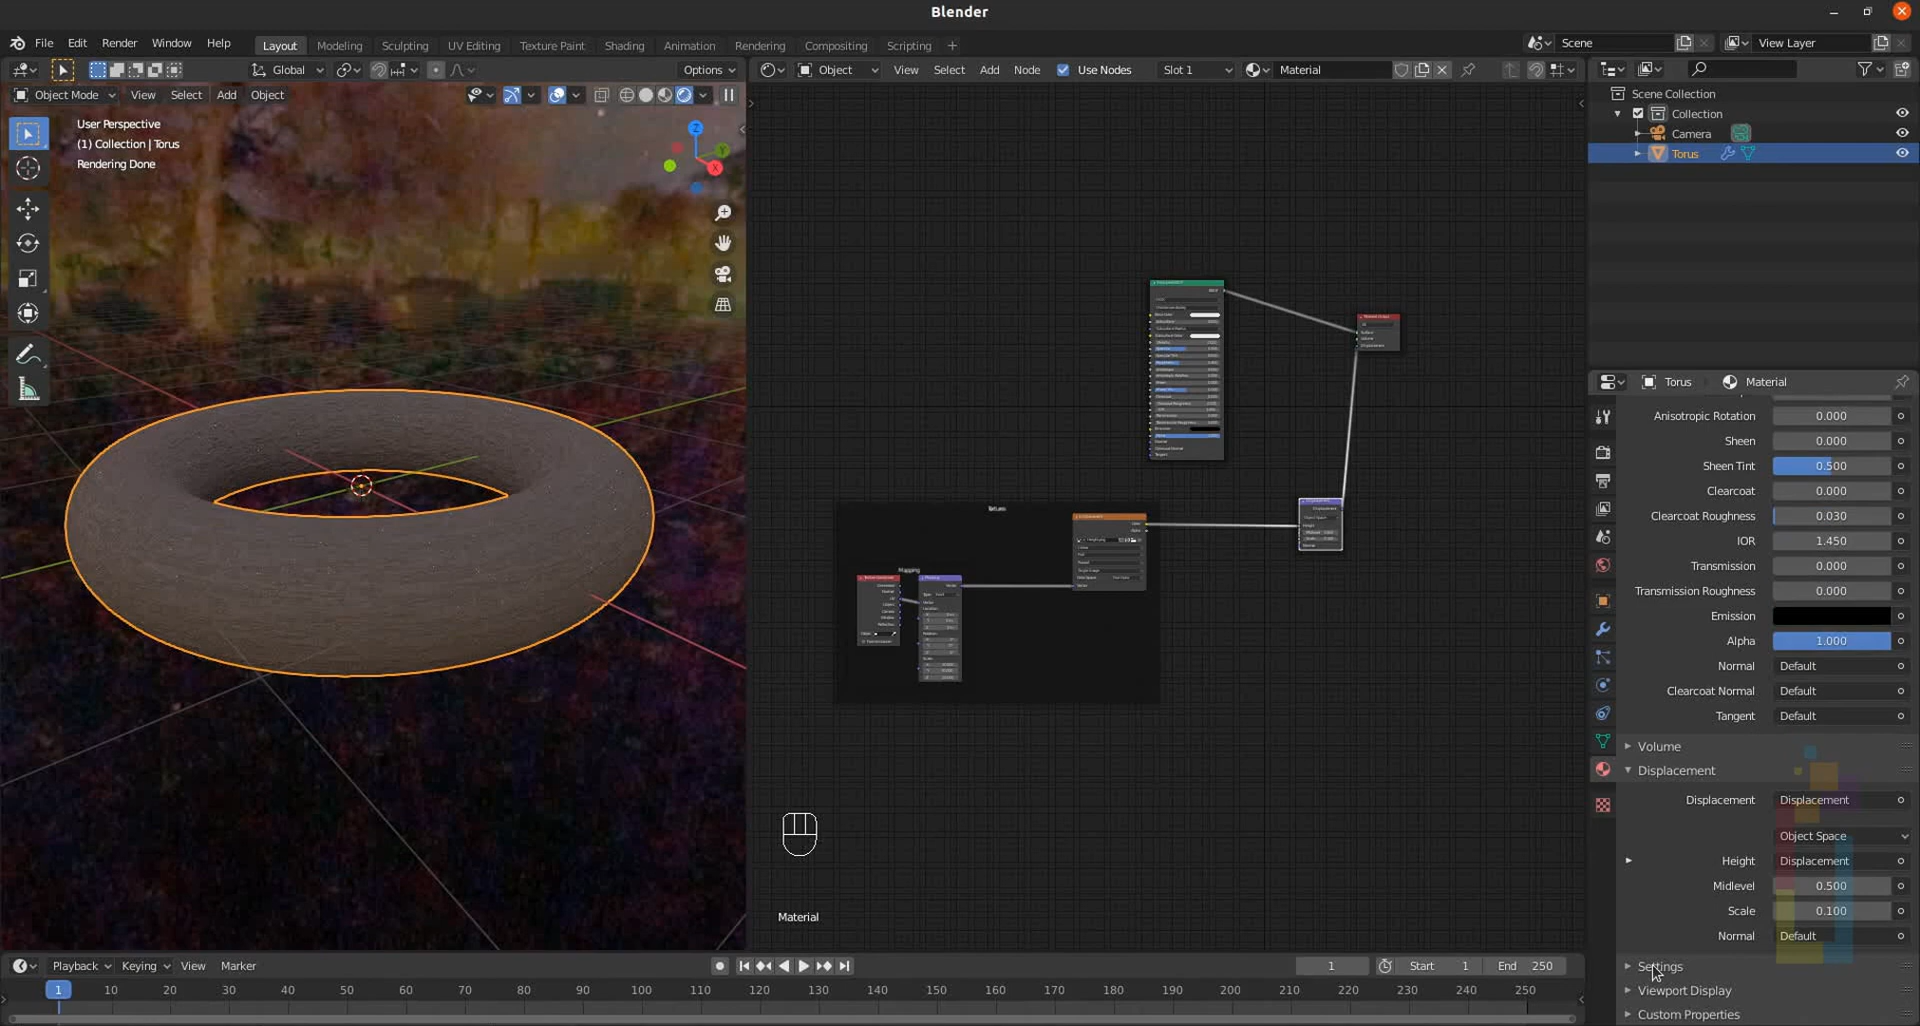 Blender
File Edit Render Window Help
Layout Modeling Sculpting UV Editing Texture Paint Shading Animation Rendering Compositing Scripting +
Scene View Layer
Global Options
Object View Select Add Node Use Nodes Slot 1 Material
Object Mode View Select Add Object
User Perspective
(1) Collection | Torus
Rendering Done
Z
Y
X
Scene Collection
Collection
Camera
Torus
Torus Material
Anisotropic Rotation 0.000
Sheen 0.000
Sheen Tint 0.500
Clearcoat 0.000
Clearcoat Roughness 0.030
IOR 1.450
Transmission 0.000
Transmission Roughness 0.000
Emission
Alpha 1.000
Normal Default
Clearcoat Normal Default
Tangent Default
Volume
Displacement
Displacement Displacement
Object Space
Height Displacement
Midlevel 0.500
Scale 0.100
Normal Default
Settings
Viewport Display
Custom Properties
Mapping
Material
Playback Keying View Marker
1 Start 1 End 250
1 10 20 30 40 50 60 70 80 90 100 110 120 130 140 150 160 170 180 190 200 210 220 230 240 250